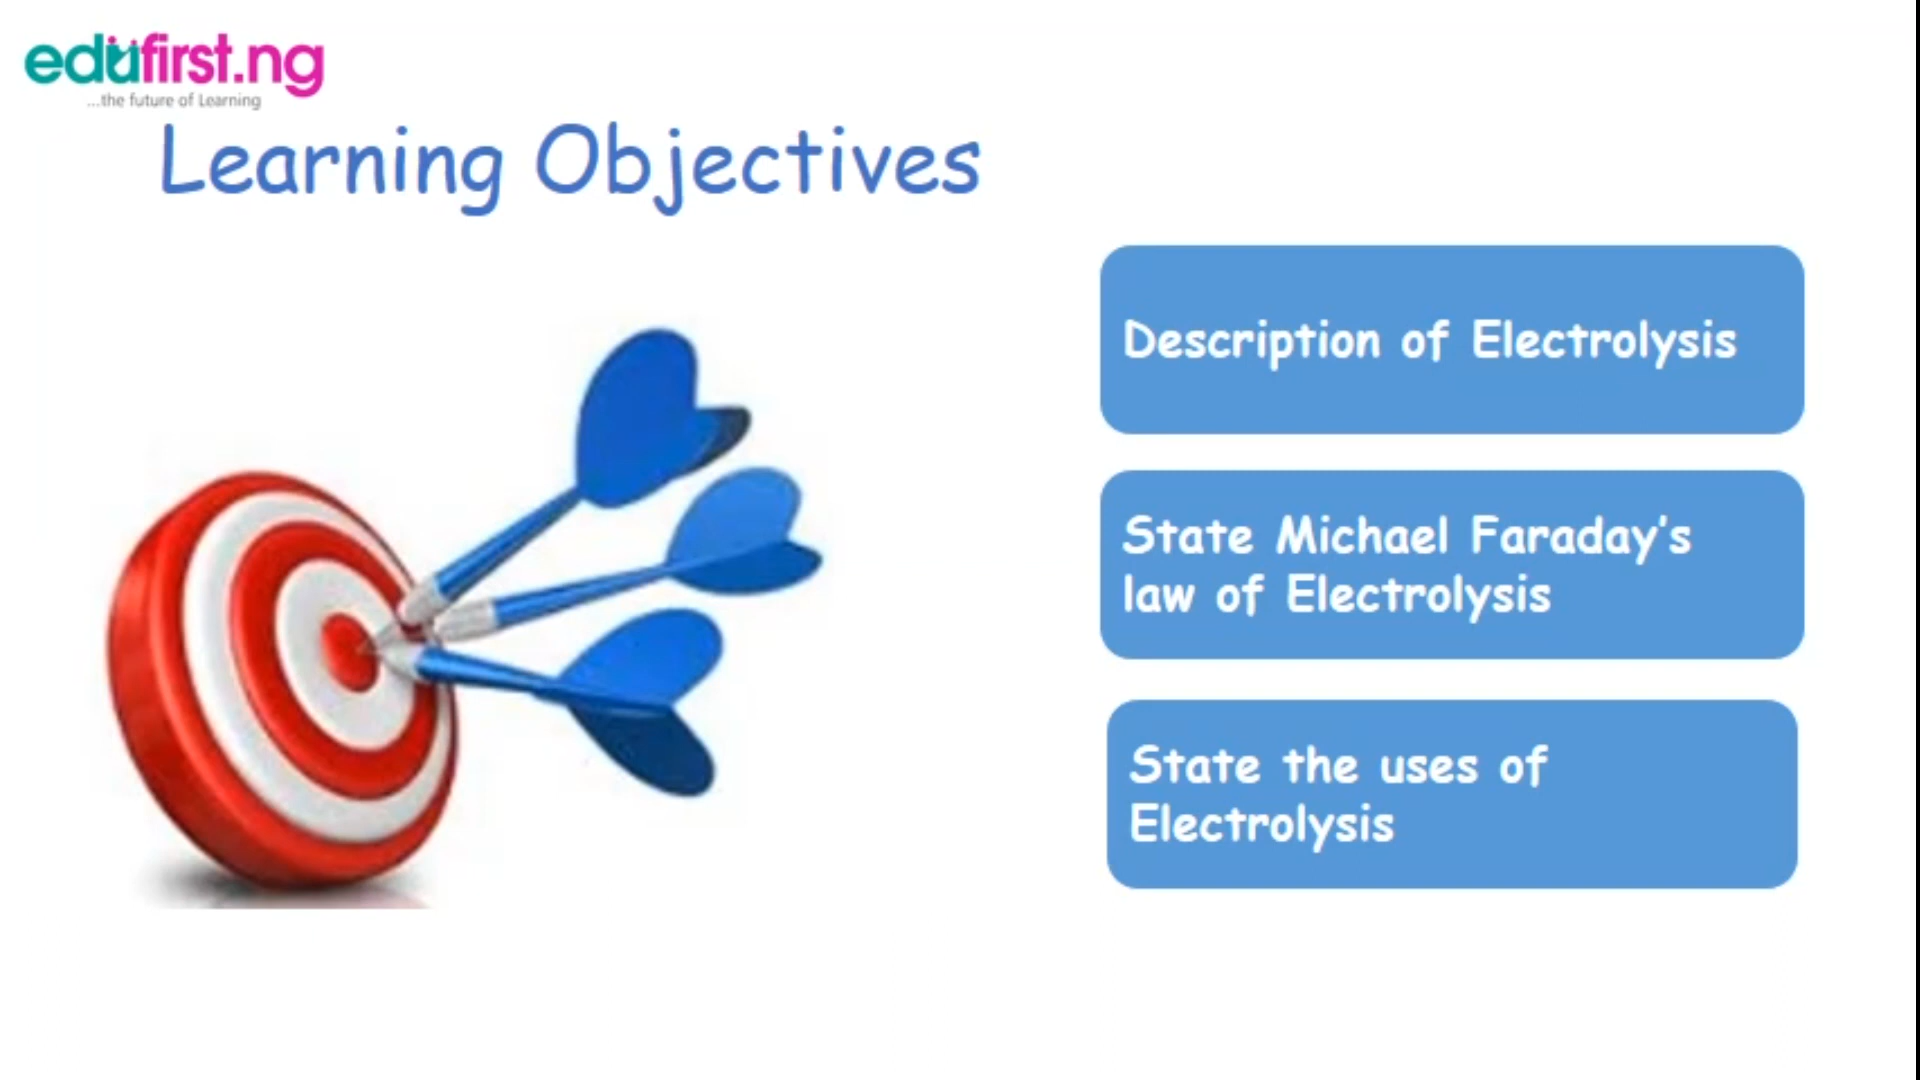 edufirst.ng
...the future of Learning
Learning Objectives
Description of Electrolysis
State Michael Faraday's
law of Electrolysis
State the uses of
Electrolysis